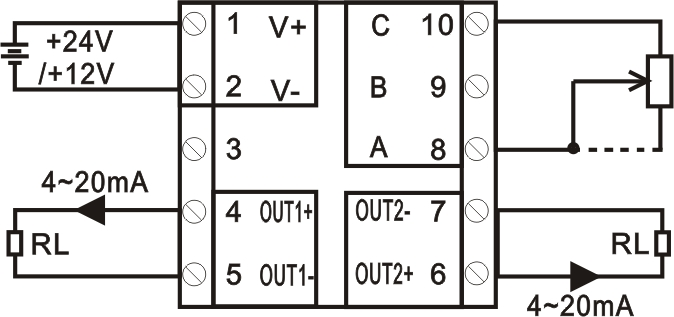 +24V
/+12V
1 V+
2 V-
3
4~20mA
4 OUT1+
RL
5 OUT1-
C 10
B 9
A 8
OUT2- 7
RL
OUT2+ 6
4~20mA